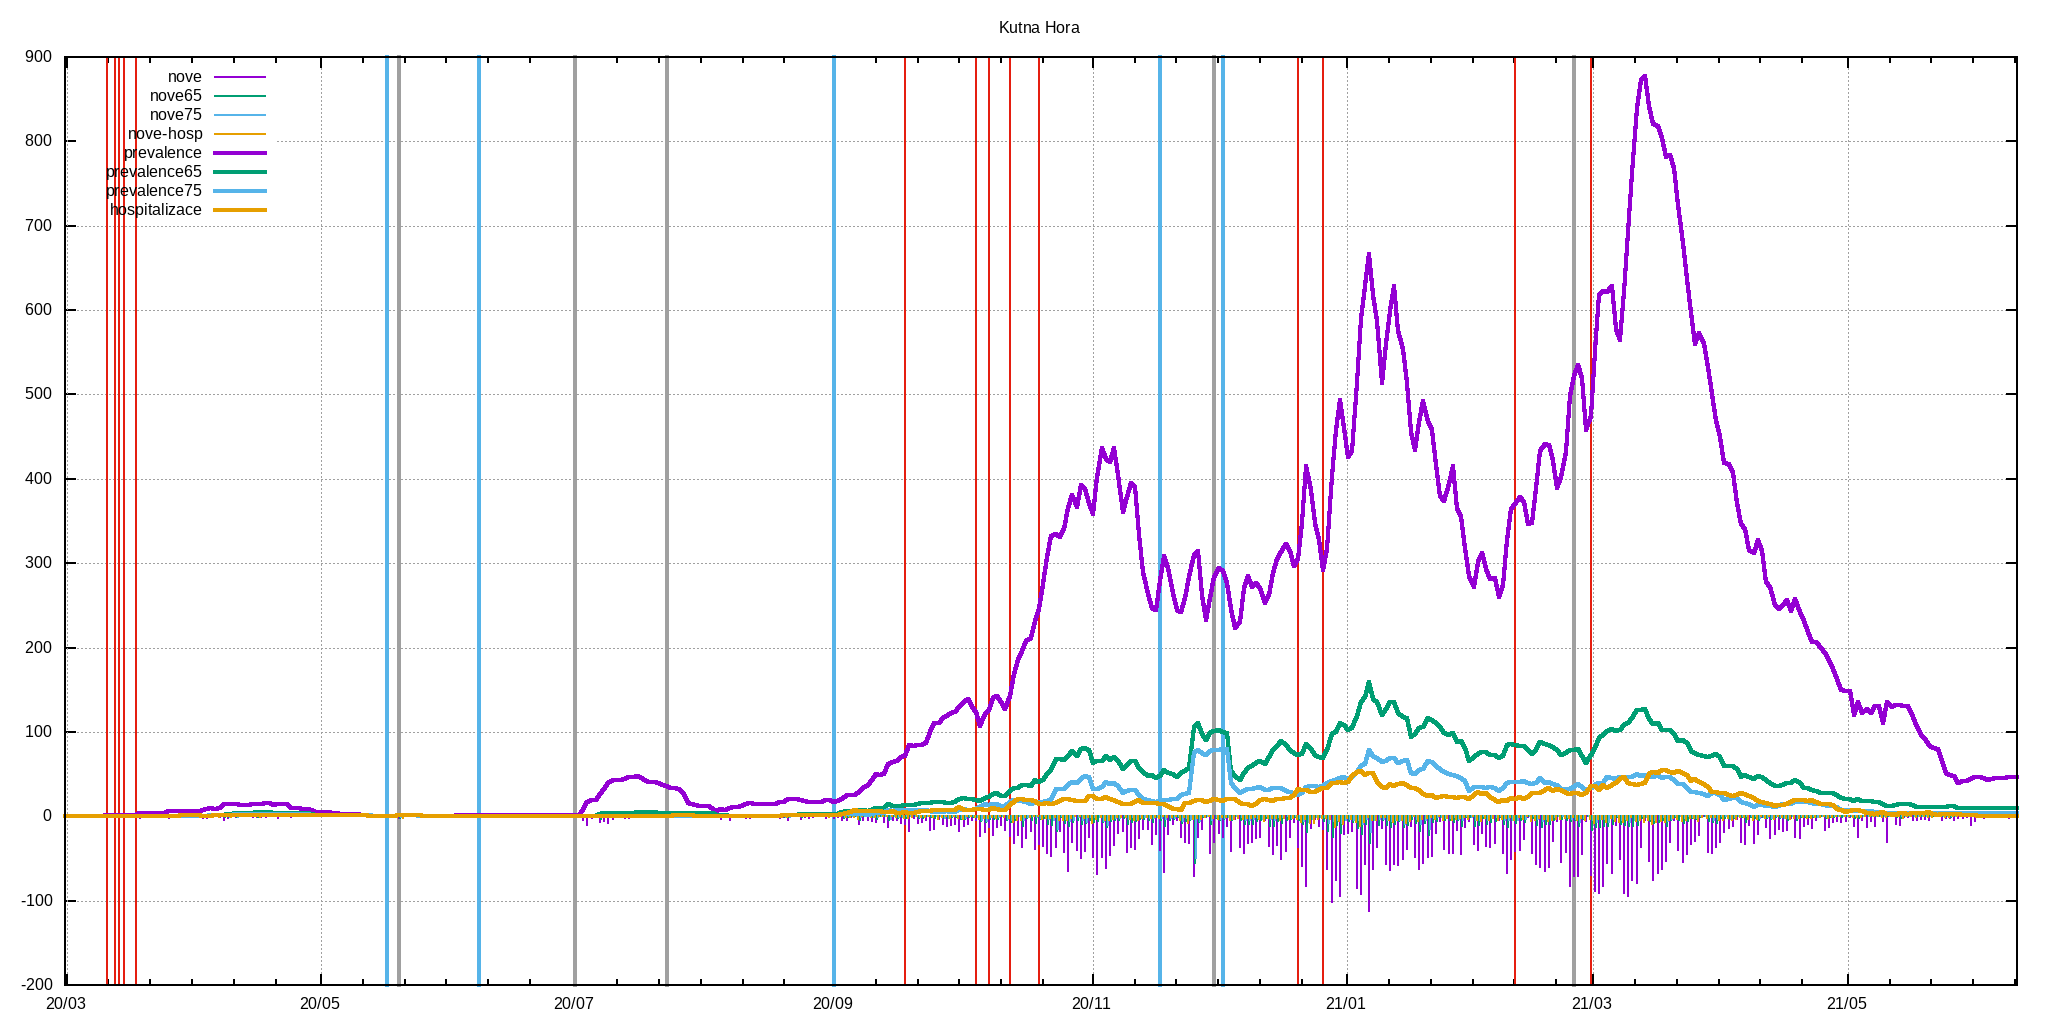 Kutna Hora
900
800
700
600
500
400
300
200
100
0
-100
-200
nove
nove65
nove75
nove-hosp
prevalence
prevalence65
prevalence75
hospitalizace
20/03 20/05 20/07 20/09 20/11 21/01 21/03 21/05